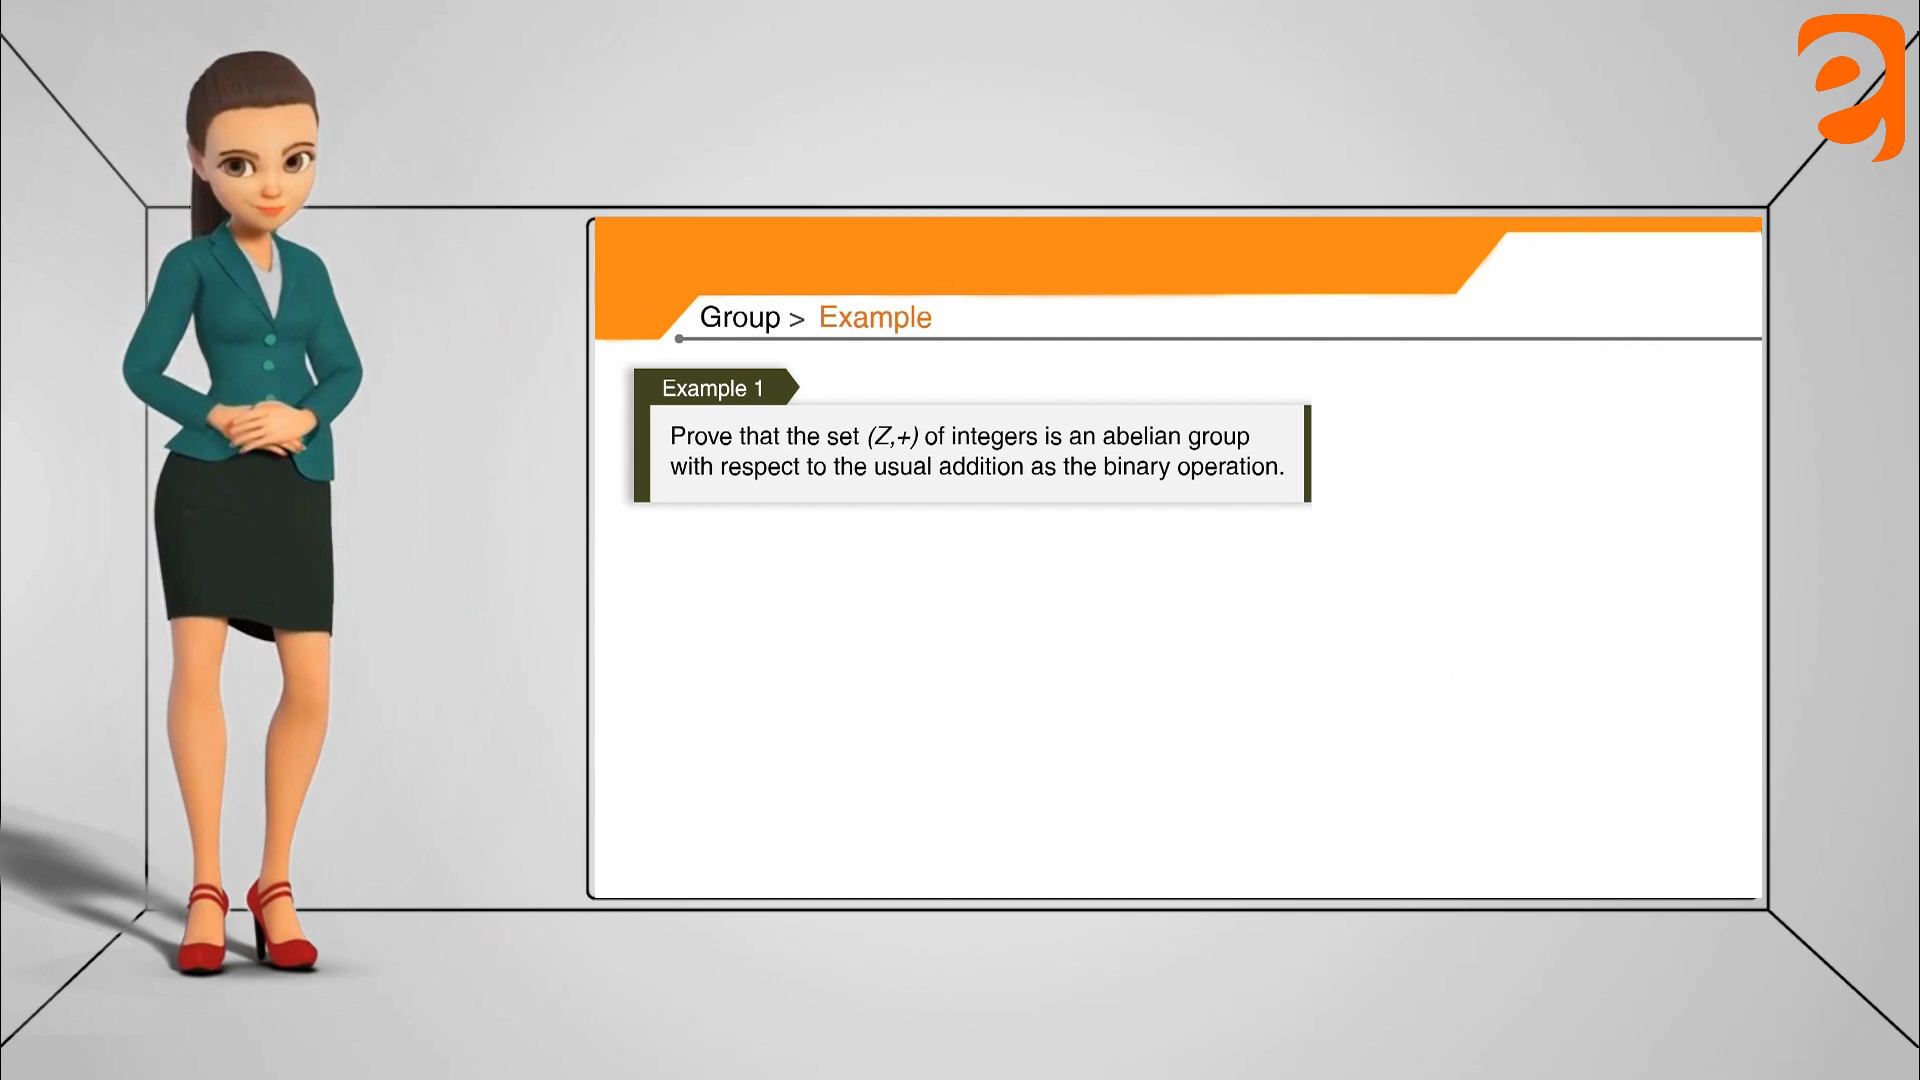 Group > Example
Example 1
Prove that the set (Z,+) of integers is an abelian group
with respect to the usual addition as the binary operation.